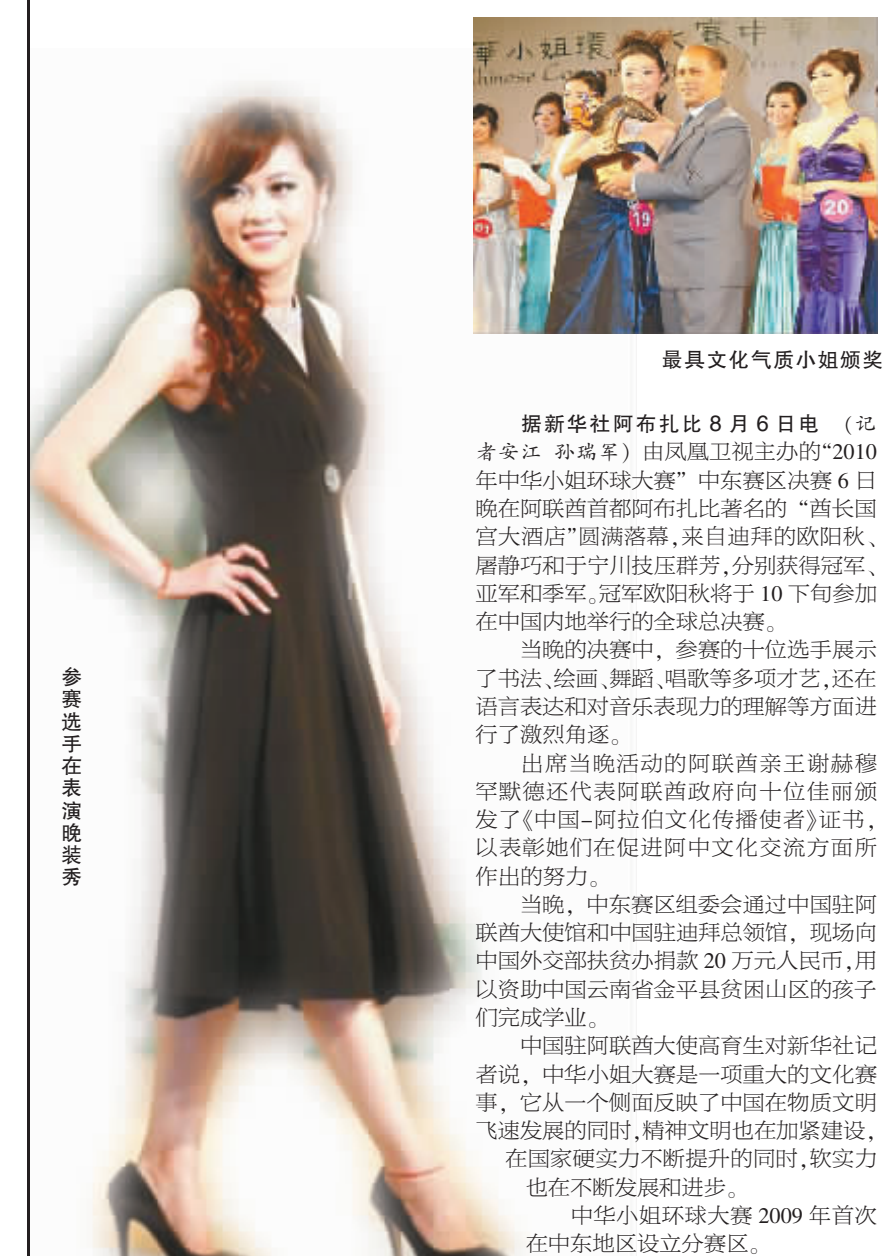 華小姐環 大賽中華
Chinese Co
01
19
20
最具文化气质小姐颁奖
据新华社阿布扎比8月6日电 （记
者安江 孙瑞军）由凤凰卫视主办的“2010
年中华小姐环球大赛”中东赛区决赛6日
晚在阿联酋首都阿布扎比著名的“酋长国
宫大酒店”圆满落幕，来自迪拜的欧阳秋、
屠静巧和于宁川技压群芳，分别获得冠军、
亚军和季军。冠军欧阳秋将于10下旬参加
在中国内地举行的全球总决赛。
当晚的决赛中，参赛的十位选手展示
了书法、绘画、舞蹈、唱歌等多项才艺，还在
语言表达和对音乐表现力的理解等方面进
行了激烈角逐。
出席当晚活动的阿联酋亲王谢赫穆
罕默德还代表阿联酋政府向十位佳丽颁
发了《中国-阿拉伯文化传播使者》证书，
以表彰她们在促进阿中文化交流方面所
作出的努力。
当晚，中东赛区组委会通过中国驻阿
联酋大使馆和中国驻迪拜总领馆，现场向
中国外交部扶贫办捐款20万元人民币，用
以资助中国云南省金平县贫困山区的孩子
们完成学业。
中国驻阿联酋大使高育生对新华社记
者说，中华小姐大赛是一项重大的文化赛
事，它从一个侧面反映了中国在物质文明
飞速发展的同时，精神文明也在加紧建设，
在国家硬实力不断提升的同时，软实力
也在不断发展和进步。
中华小姐环球大赛2009年首次
在中东地区设立分赛区。
参赛选手在表演晚装秀